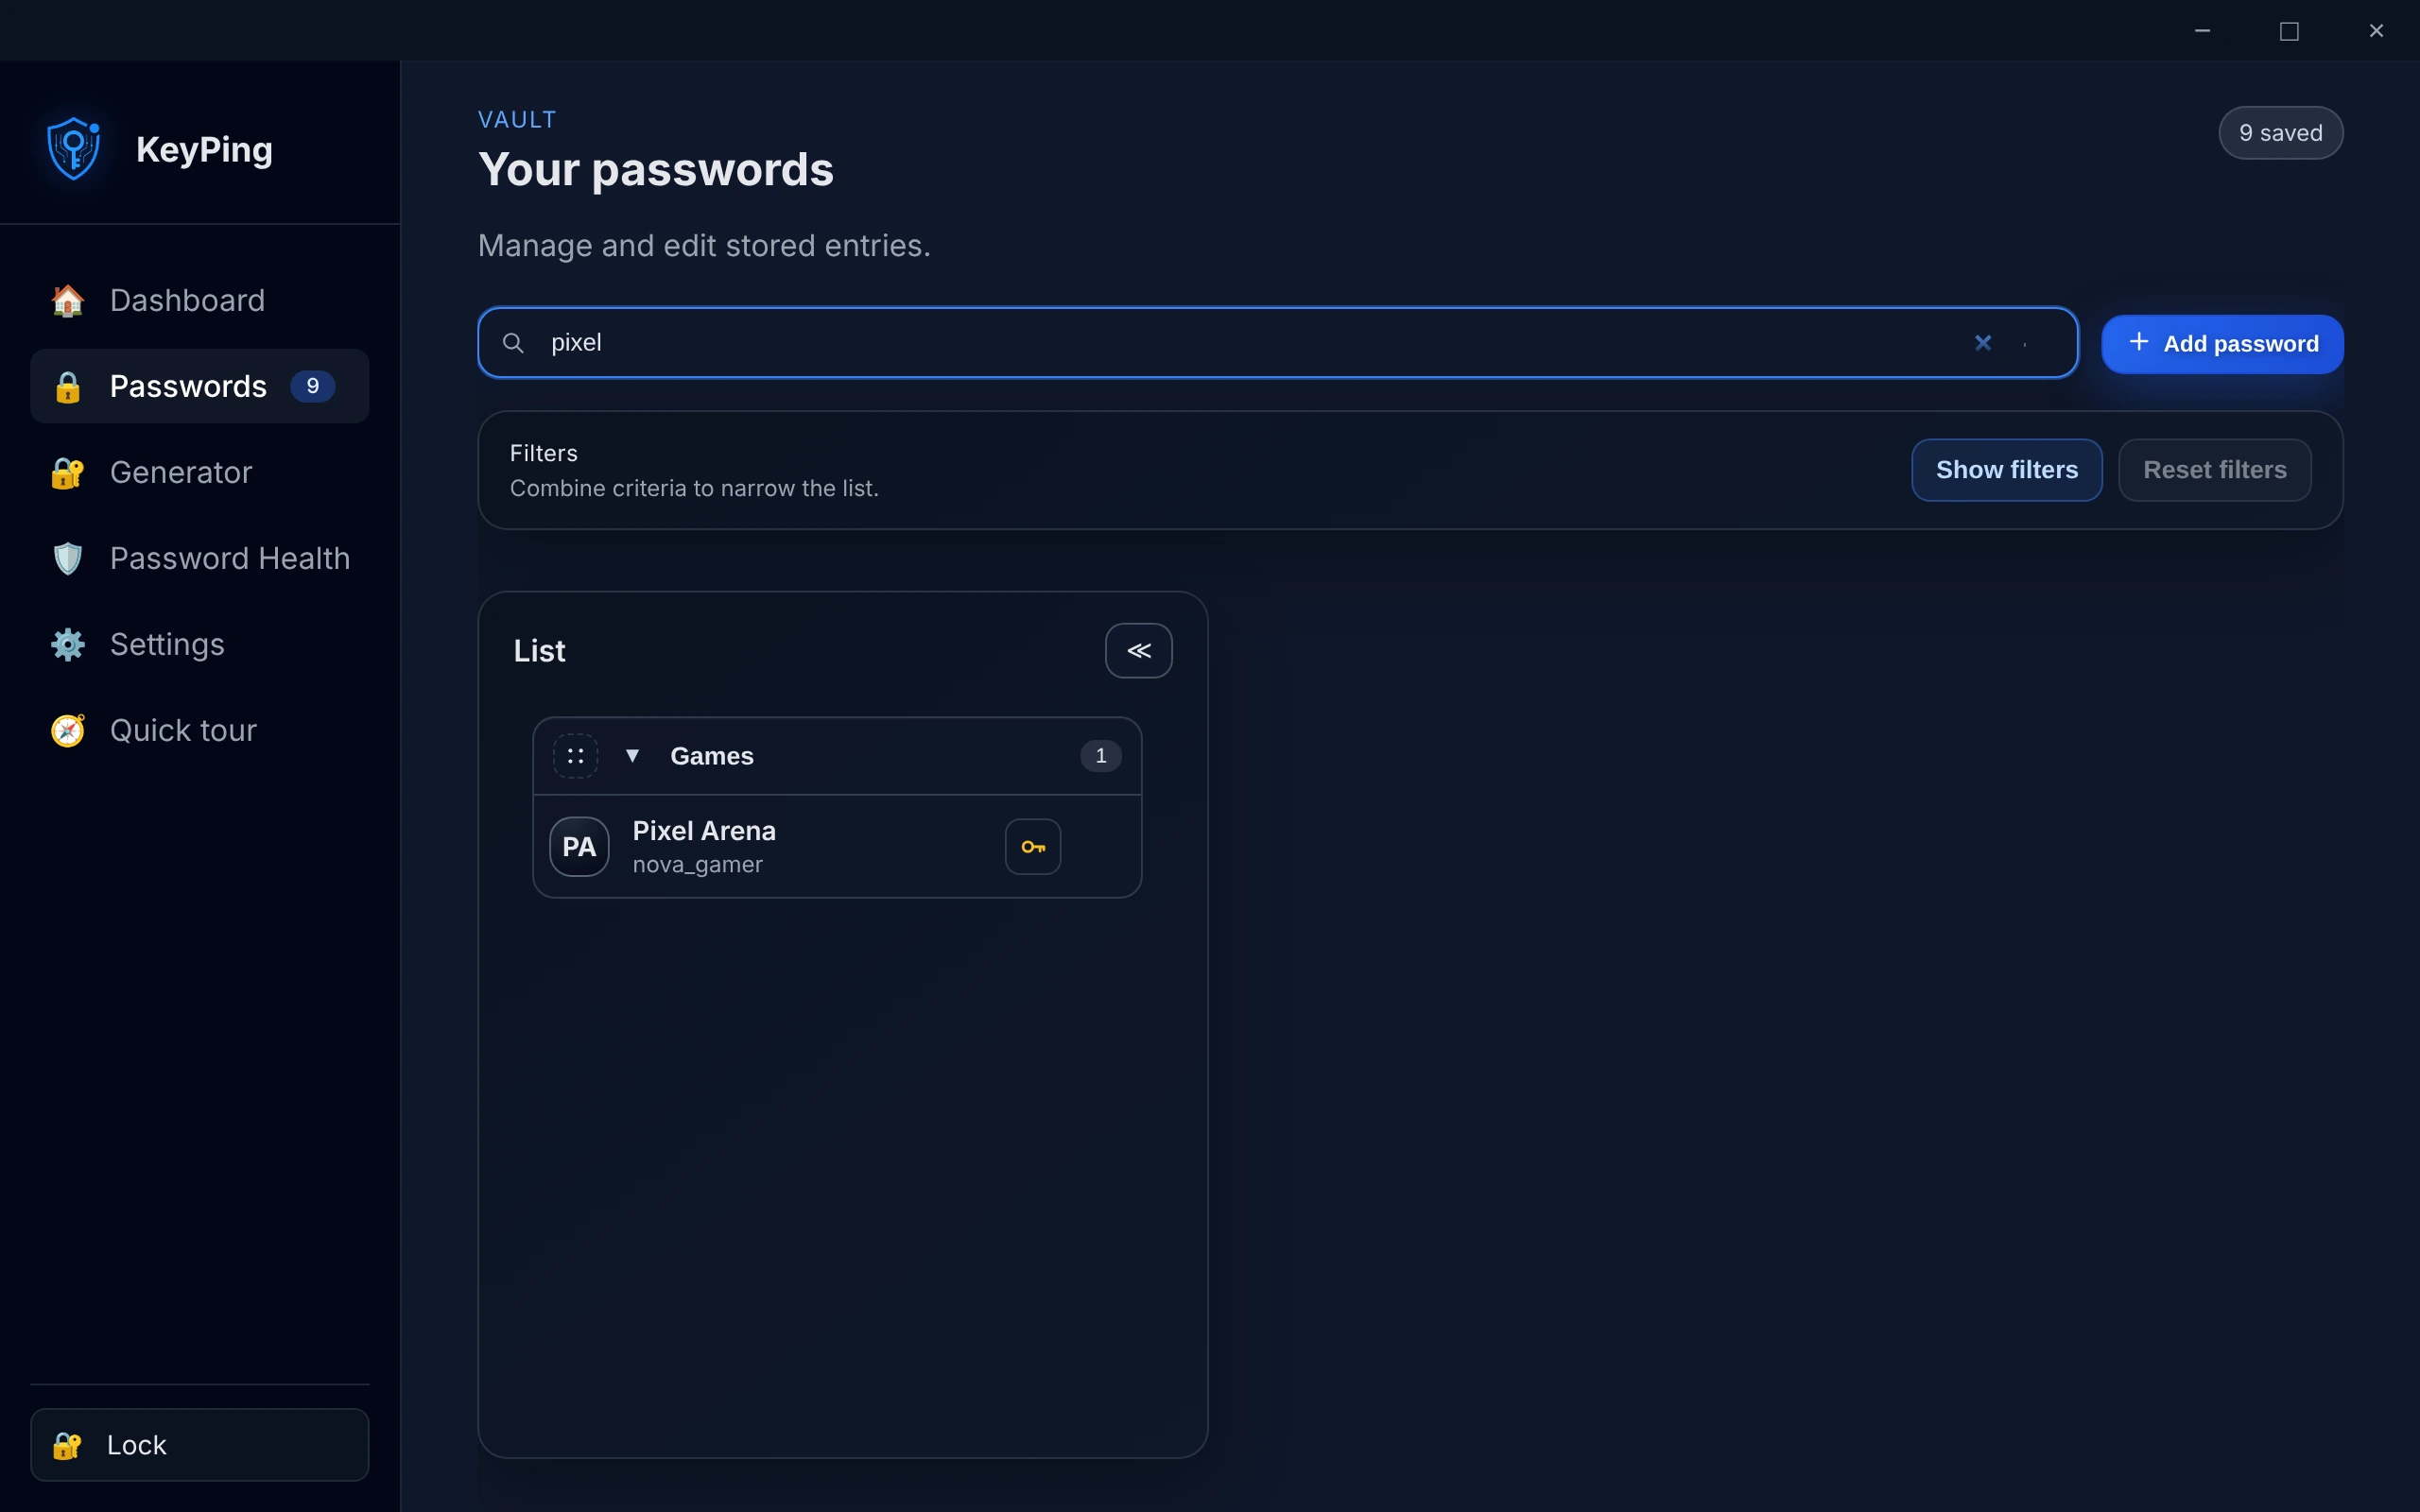 KeyPing
Dashboard
Passwords 9
Generator
Password Health
Settings
Quick tour
Lock
VAULT
Your passwords
Manage and edit stored entries.
9 saved
pixel
Add password
Filters
Combine criteria to narrow the list.
Show filters
Reset filters
List
Games 1
PA
Pixel Arena
nova_gamer